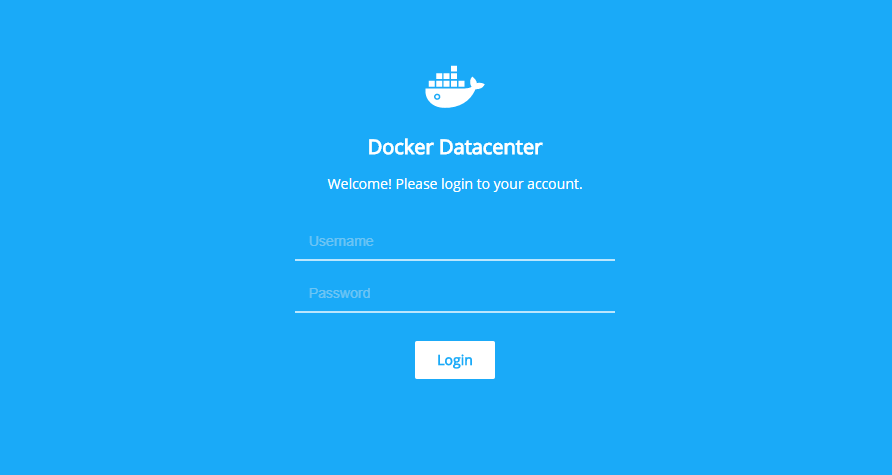 Docker Datacenter
Welcome! Please login to your account.
Username
Password
Login